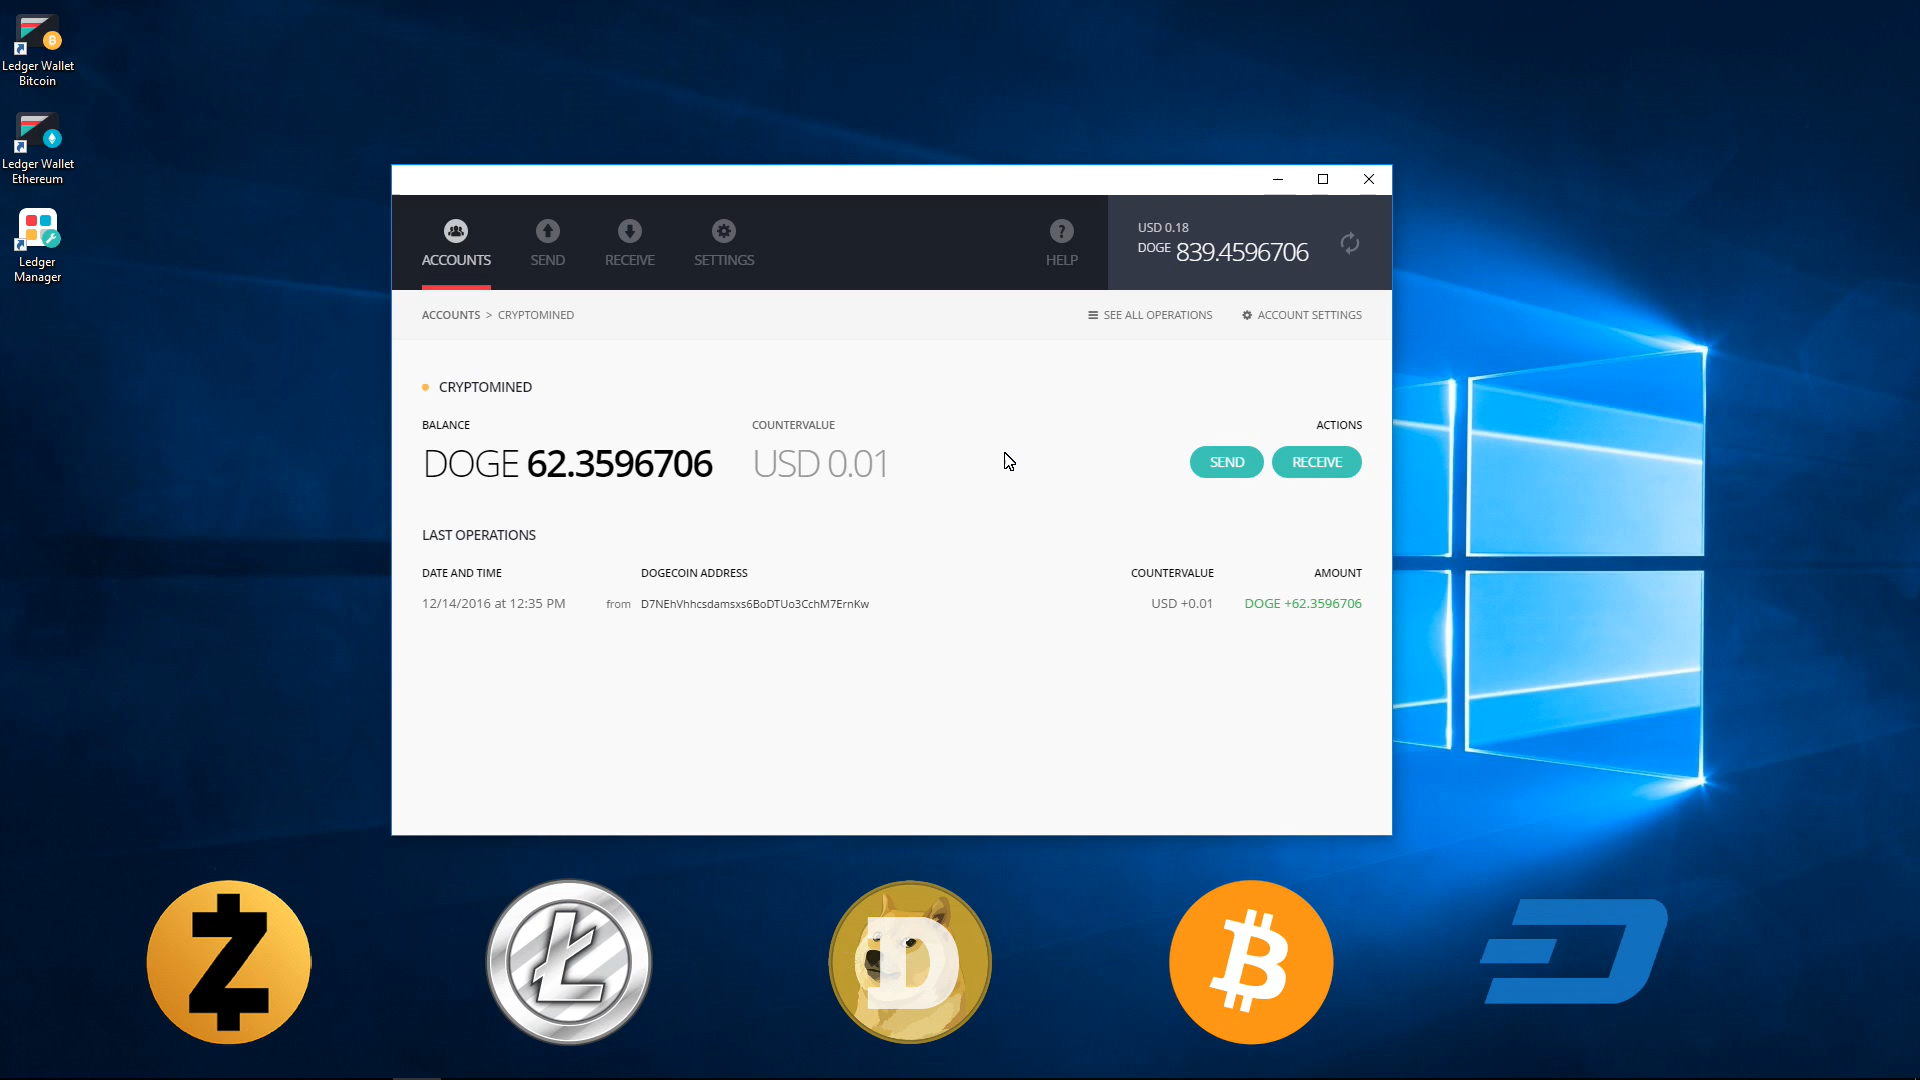 Ledger Wallet
Bitcoin
Ledger Wallet
Ethereum
Ledger
Manager
ACCOUNTS
SEND
RECEIVE
SETTINGS
HELP
USD 0.18
DOGE 839.4596706
ACCOUNTS > CRYPTOMINED
SEE ALL OPERATIONS
ACCOUNT SETTINGS
CRYPTOMINED
BALANCE
COUNTERVALUE
ACTIONS
DOGE 62.3596706
USD 0.01
SEND
RECEIVE
LAST OPERATIONS
DATE AND TIME
DOGECOIN ADDRESS
COUNTERVALUE
AMOUNT
12/14/2016 at 12:35 PM
from D7NEhVhhcsdamsxs6BoDTUo3CchM7ErnKw
USD +0.01
DOGE +62.3596706